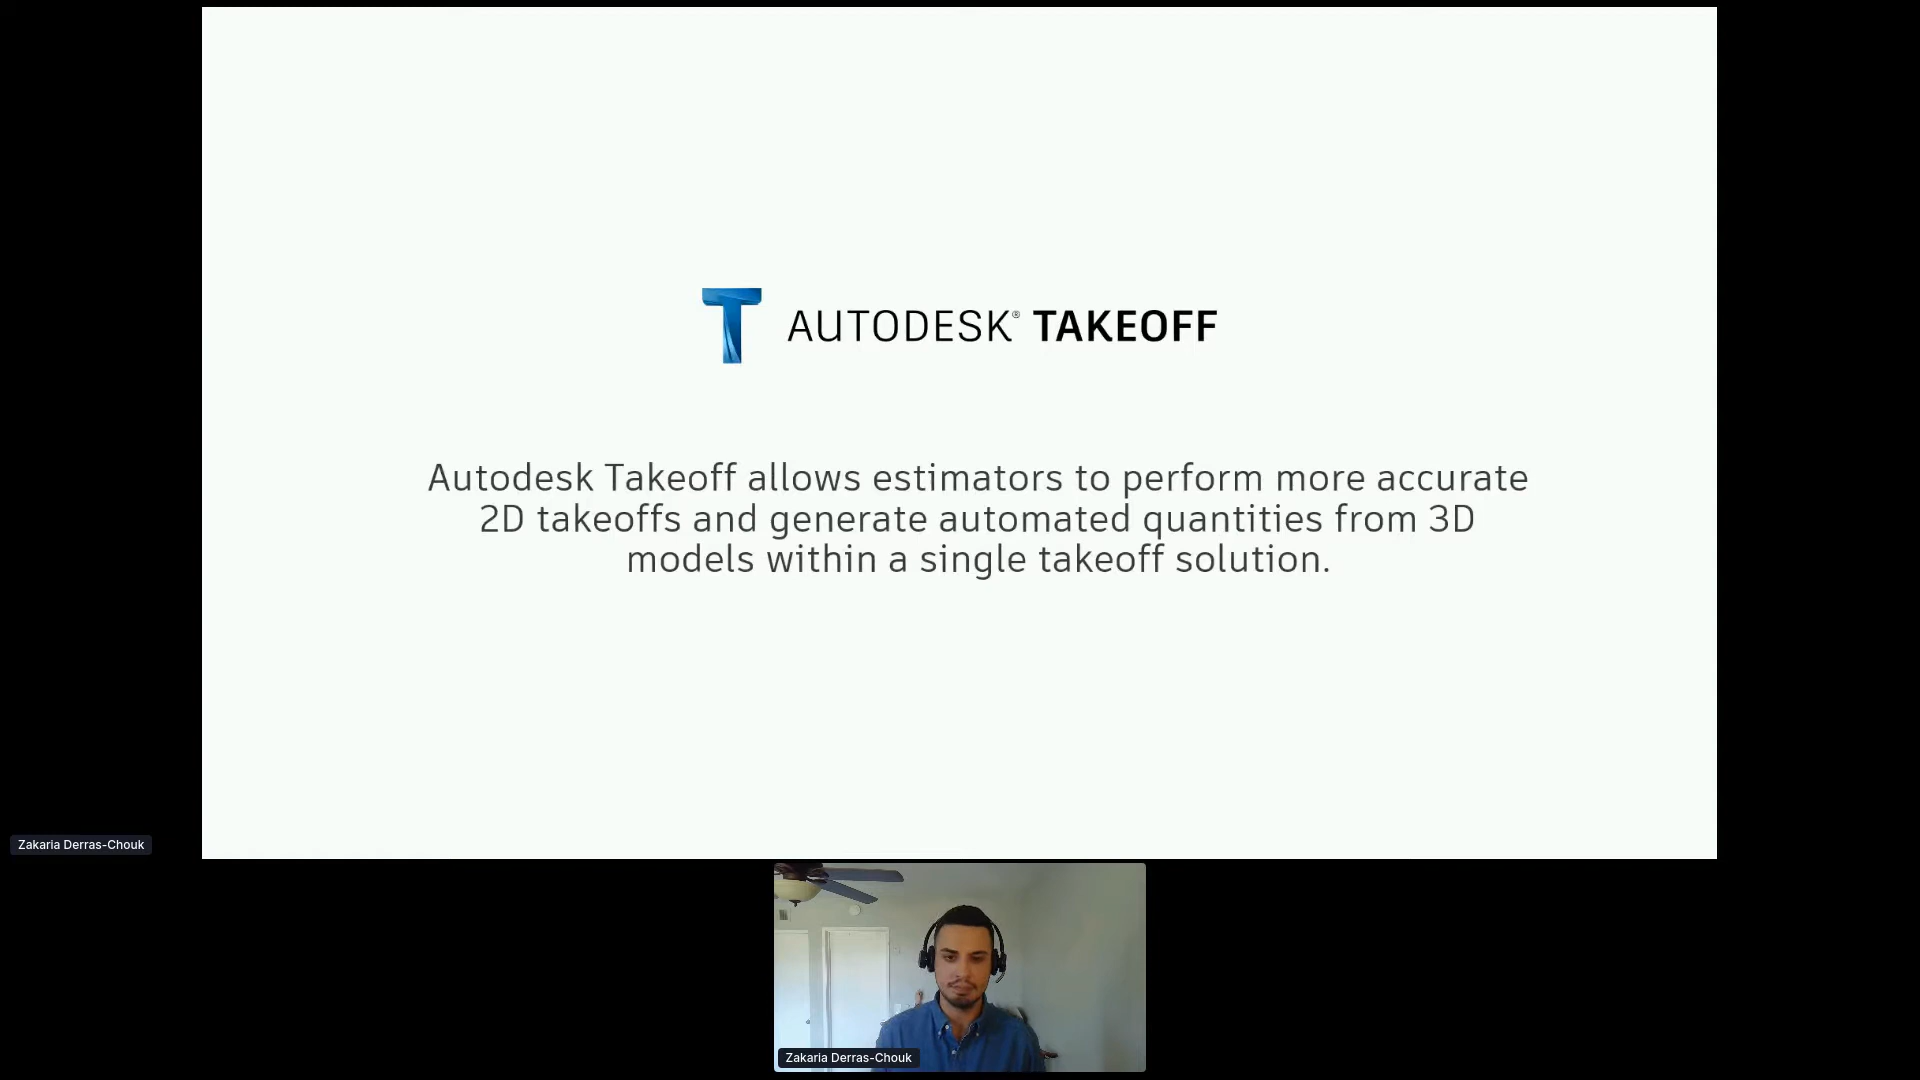 AUTODESK® TAKEOFF
Autodesk Takeoff allows estimators to perform more accurate
2D takeoffs and generate automated quantities from 3D
models within a single takeoff solution.
Zakaria Derras-Chouk
Zakaria Derras-Chouk